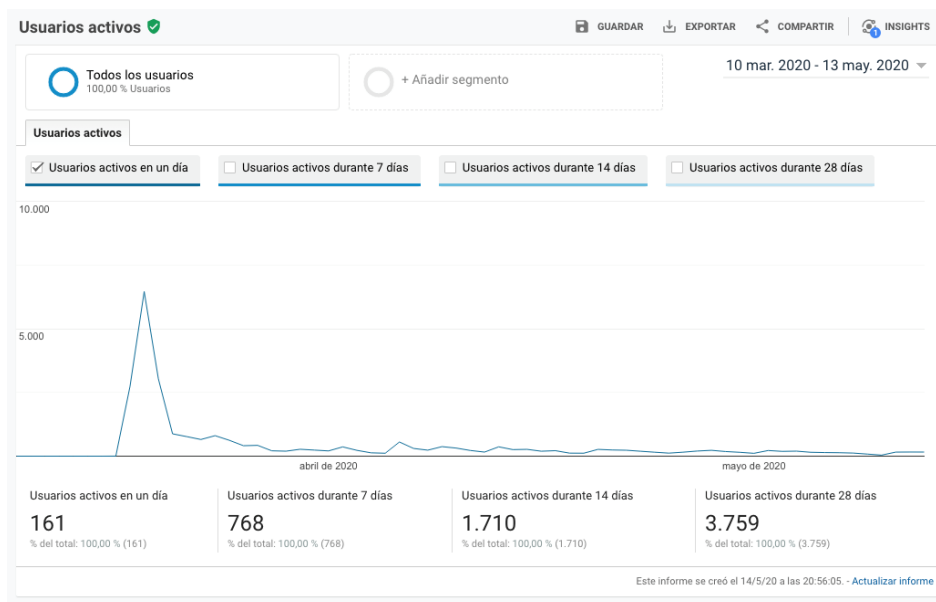 Usuarios activos
GUARDAR
EXPORTAR
COMPARTIR
1
INSIGHTS
Todos los usuarios
100,00 % Usuarios
+ Añadir segmento
10 mar. 2020 - 13 may. 2020
Usuarios activos
Usuarios activos en un día
Usuarios activos durante 7 días
Usuarios activos durante 14 días
Usuarios activos durante 28 días
10.000
5.000
abril de 2020
mayo de 2020
Usuarios activos en un día
161
% del total: 100,00 % (161)
Usuarios activos durante 7 días
768
% del total: 100,00 % (768)
Usuarios activos durante 14 días
1.710
% del total: 100,00 % (1.710)
Usuarios activos durante 28 días
3.759
% del total: 100,00 % (3.759)
Este informe se creó el 14/5/20 a las 20:56:05. - Actualizar informe